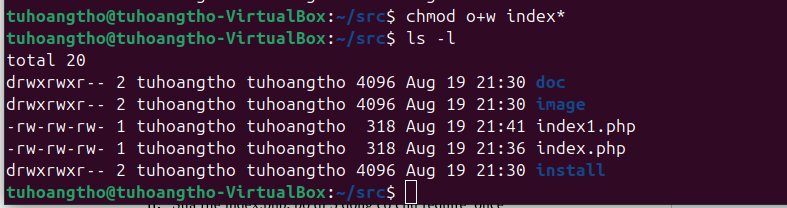 tuhoangtho@tuhoangtho-VirtualBox:~/src$ chmod o+w index*
tuhoangtho@tuhoangtho-VirtualBox:~/src$ ls -l
total 20
drwxrwxr-- 2 tuhoangtho tuhoangtho 4096 Aug 19 21:30 doc
drwxrwxr-- 2 tuhoangtho tuhoangtho 4096 Aug 19 21:30 image
-rw-rw-rw- 1 tuhoangtho tuhoangtho  318 Aug 19 21:41 index1.php
-rw-rw-rw- 1 tuhoangtho tuhoangtho  318 Aug 19 21:36 index.php
drwxrwxr-- 2 tuhoangtho tuhoangtho 4096 Aug 19 21:30 install
tuhoangtho@tuhoangtho-VirtualBox:~/src$